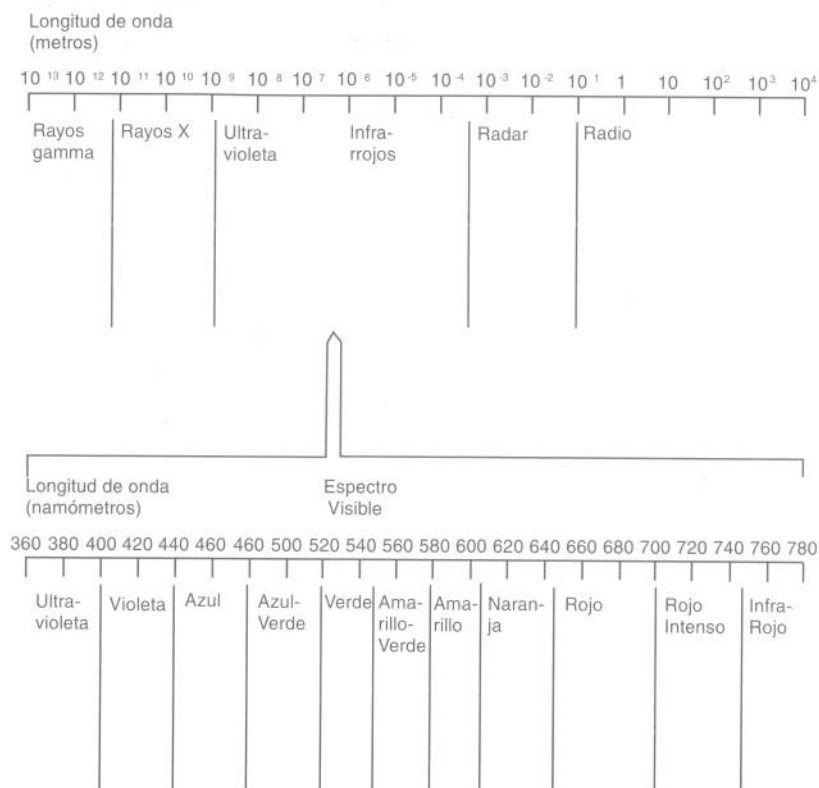 Longitud de onda
(metros)
10 13 10 12 10 11 10 10 10 9 10 8 10 7 10 6 10-5 10-4 10-3 10-2 10 1 1 10 10² 10³ 10⁴
Rayos
gamma
Rayos X
Ultra-
violeta
Infra-
rrojos
Radar
Radio
Longitud de onda
(namómetros)
Espectro
Visible
360 380 400 420 440 460 480 500 520 540 560 580 600 620 640 660 680 700 720 740 760 780
Ultra-
violeta
Violeta
Azul
Azul-
Verde
Verde
Ama-
rillo-
Verde
Ama-
rillo
Naran-
ja
Rojo
Rojo
Intenso
Infra-
Rojo